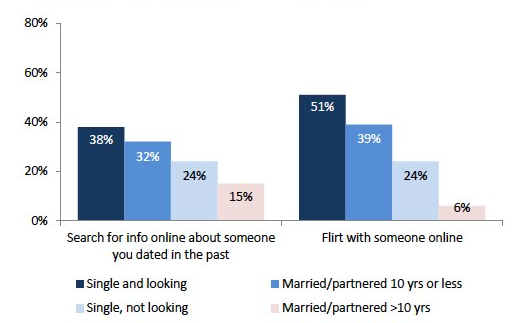 80%
60%
40%
20%
0%
38%
32%
24%
15%
51%
39%
24%
6%
Search for info online about someone
you dated in the past
Flirt with someone online
Single and looking
Married/partnered 10 yrs or less
Single, not looking
Married/partnered >10 yrs